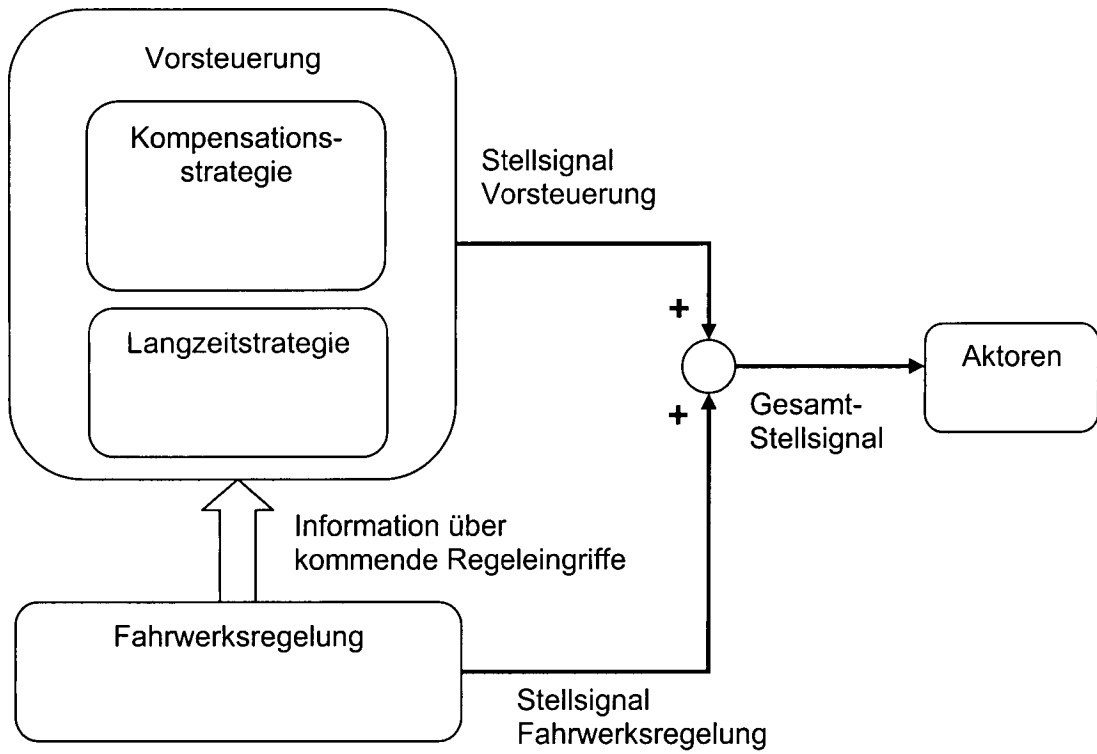 Vorsteuerung
Kompensations-
strategie
Langzeitstrategie
Stellsignal
Vorsteuerung
+
+
Gesamt-
Stellsignal
Aktoren
Information über
kommende Regeleingriffe
Fahrwerksregelung
Stellsignal
Fahrwerksregelung